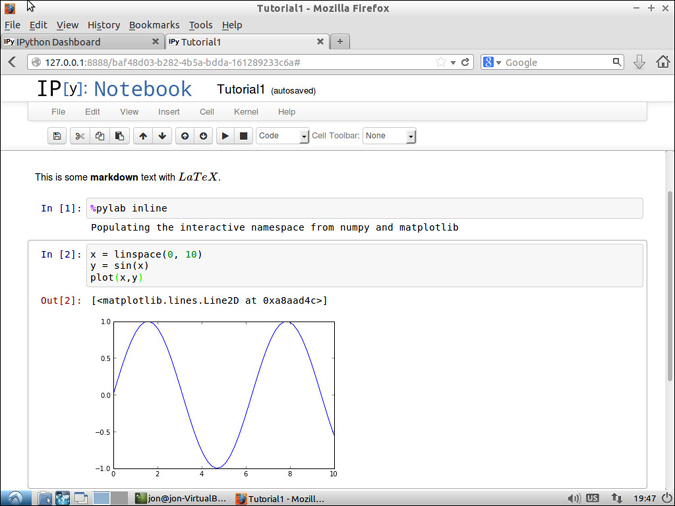 Tutorial1 - Mozilla Firefox
File Edit View History Bookmarks Tools Help
IP[y] IPython Dashboard
IP[y] Tutorial1
127.0.0.1:8888/baf48d03-b282-4b5a-bdda-161289233c6a#
8 Google
IP[y]: Notebook Tutorial1 (autosaved)
File Edit View Insert Cell Kernel Help
Code Cell Toolbar: None
This is some markdown text with LaTeX.
In [1]: %pylab inline
Populating the interactive namespace from numpy and matplotlib
In [2]: x = linspace(0, 10)
y = sin(x)
plot(x,y)
Out[2]: [<matplotlib.lines.Line2D at 0xa8aad4c>]
1.0
0.5
0.0
−0.5
−1.0
0 2 4 6 8 10
jon@jon-VirtualB... Tutorial1 - Mozill... US 19:47